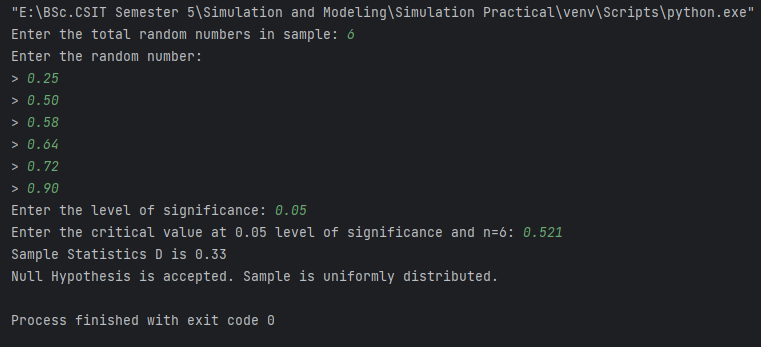 "E:\BSc.CSIT Semester 5\Simulation and Modeling\Simulation Practical\venv\Scripts\python.exe"
Enter the total random numbers in sample: 6
Enter the random number:
> 0.25
> 0.50
> 0.58
> 0.64
> 0.72
> 0.90
Enter the level of significance: 0.05
Enter the critical value at 0.05 level of significance and n=6: 0.521
Sample Statistics D is 0.33
Null Hypothesis is accepted. Sample is uniformly distributed.
Process finished with exit code 0